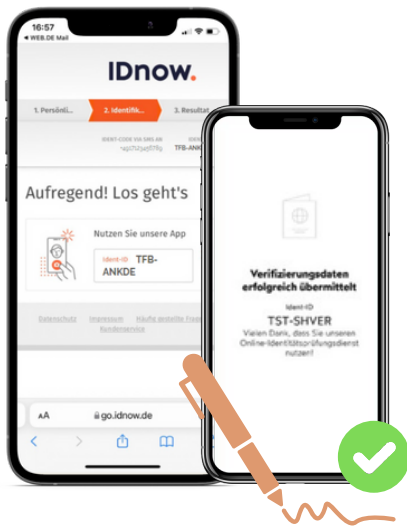 16:57
◀ WEB.DE Mail
IDnow.
1. Persönli...
2. Identifik...
3. Resultat
IDENT-CODE VIA SMS AN
TFB-ANK
Aufregend! Los geht's
Nutzen Sie unsere App
Ident-ID TFB-
ANKDE
Datenschutz Impressum Häufig gestellte Fragen
Kundenservice
AA go.idnow.de
Verifizierungsdaten
erfolgreich übermittelt
Ident-ID
TST-SHVER
Vielen Dank, dass Sie unseren
Online-Identitätsprüfungsdienst
nutzen!